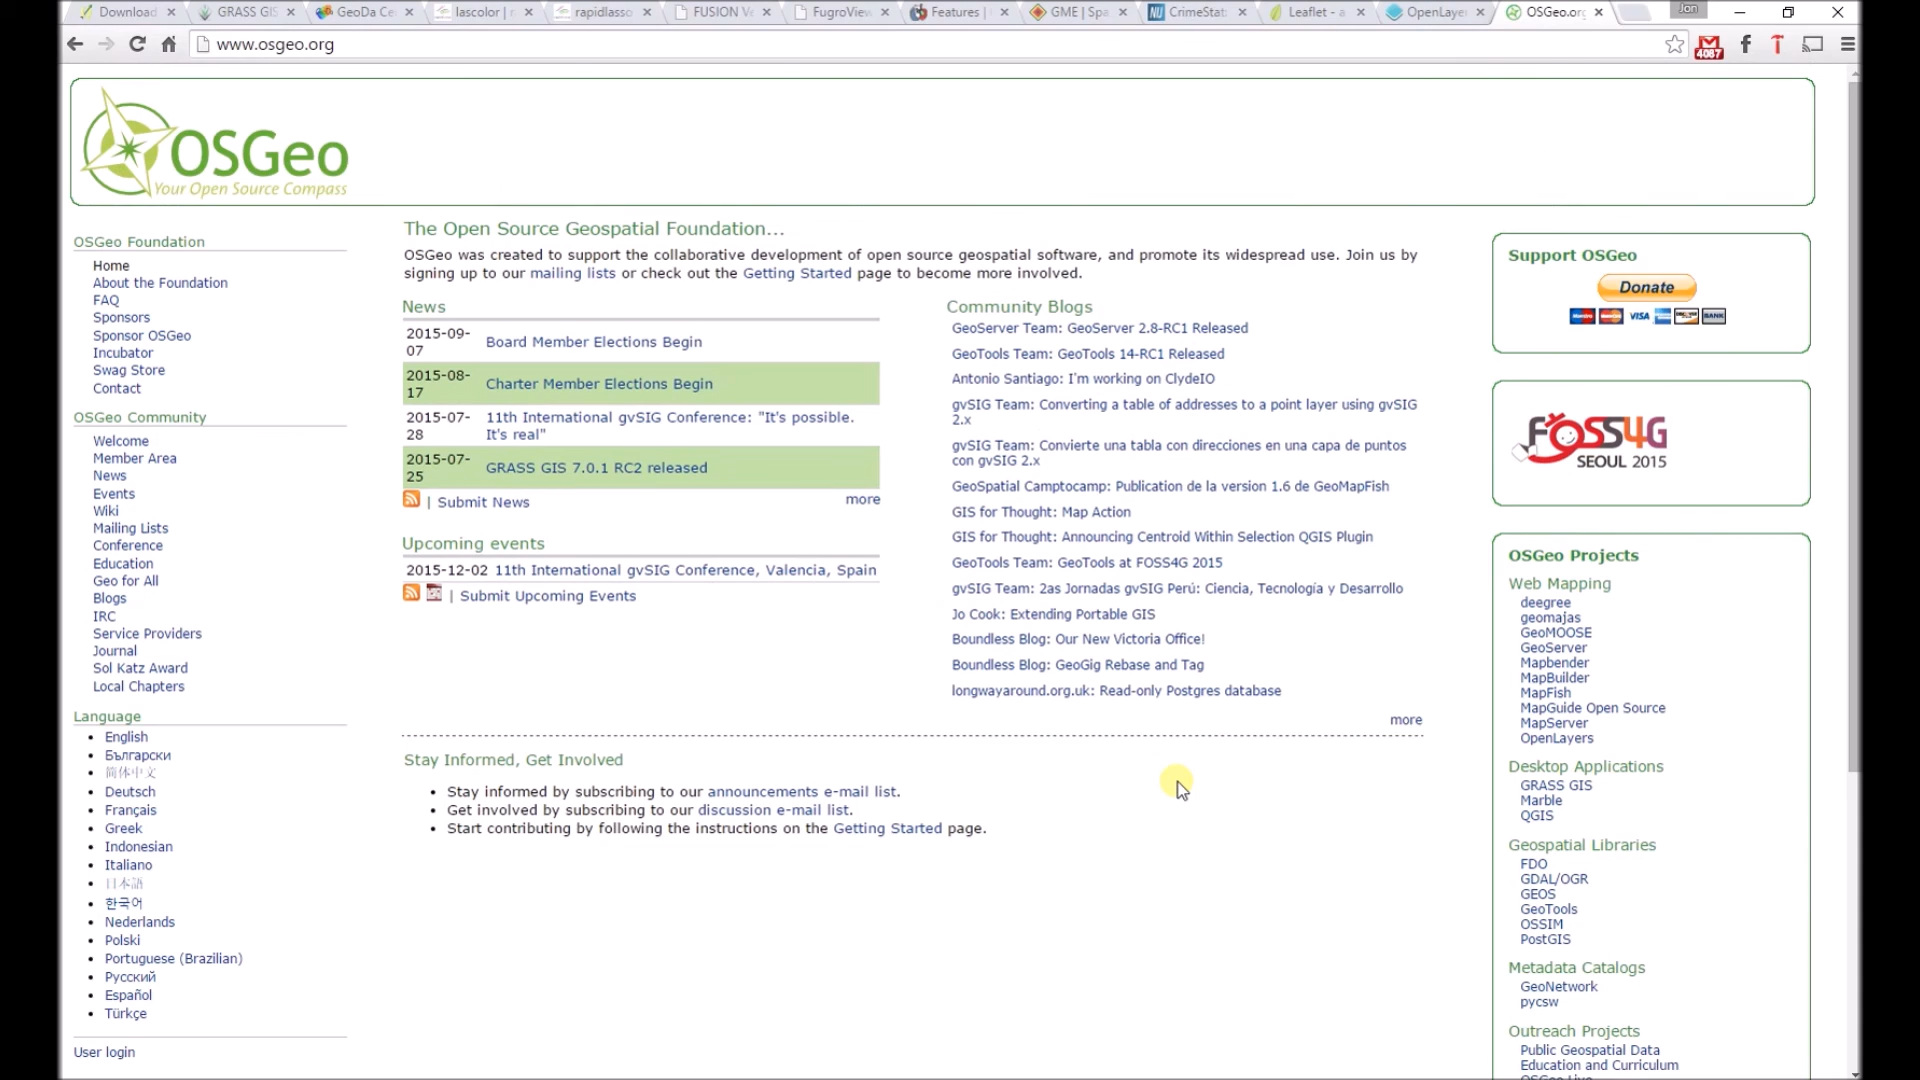 Download
GRASS GIS
GeoDa Ce
lascolor | r
rapidlasso
FUSION V
FugroView
Features |
GME | Spa
CrimeStat
Leaflet - a
OpenLaye
OSGeo.org
Jon
www.osgeo.org
4087
OSGeo
Your Open Source Compass
OSGeo Foundation
Home
About the Foundation
FAQ
Sponsors
Sponsor OSGeo
Incubator
Swag Store
Contact
OSGeo Community
Welcome
Member Area
News
Events
Wiki
Mailing Lists
Conference
Education
Geo for All
Blogs
IRC
Service Providers
Journal
Sol Katz Award
Local Chapters
Language
English
Български
简体中文
Deutsch
Français
Greek
Indonesian
Italiano
日本語
한국어
Nederlands
Polski
Portuguese (Brazilian)
Русский
Español
Türkçe
User login
The Open Source Geospatial Foundation...
OSGeo was created to support the collaborative development of open source geospatial software, and promote its widespread use. Join us by
signing up to our mailing lists or check out the Getting Started page to become more involved.
News
2015-09-
07
Board Member Elections Begin
2015-08-
17
Charter Member Elections Begin
2015-07-
28
11th International gvSIG Conference: "It's possible.
It's real"
2015-07-
25
GRASS GIS 7.0.1 RC2 released
| Submit News
more
Upcoming events
2015-12-02 11th International gvSIG Conference, Valencia, Spain
| Submit Upcoming Events
Community Blogs
GeoServer Team: GeoServer 2.8-RC1 Released
GeoTools Team: GeoTools 14-RC1 Released
Antonio Santiago: I'm working on ClydeIO
gvSIG Team: Converting a table of addresses to a point layer using gvSIG
2.x
gvSIG Team: Convierte una tabla con direcciones en una capa de puntos
con gvSIG 2.x
GeoSpatial Camptocamp: Publication de la version 1.6 de GeoMapFish
GIS for Thought: Map Action
GIS for Thought: Announcing Centroid Within Selection QGIS Plugin
GeoTools Team: GeoTools at FOSS4G 2015
gvSIG Team: 2as Jornadas gvSIG Perú: Ciencia, Tecnología y Desarrollo
Jo Cook: Extending Portable GIS
Boundless Blog: Our New Victoria Office!
Boundless Blog: GeoGig Rebase and Tag
longwayaround.org.uk: Read-only Postgres database
more
Stay Informed, Get Involved
Stay informed by subscribing to our announcements e-mail list.
Get involved by subscribing to our discussion e-mail list.
Start contributing by following the instructions on the Getting Started page.
Support OSGeo
Donate
VISA
BANK
FOSS4G
SEOUL 2015
OSGeo Projects
Web Mapping
deegree
geomajas
GeoMOOSE
GeoServer
Mapbender
MapBuilder
MapFish
MapGuide Open Source
MapServer
OpenLayers
Desktop Applications
GRASS GIS
Marble
QGIS
Geospatial Libraries
FDO
GDAL/OGR
GEOS
GeoTools
OSSIM
PostGIS
Metadata Catalogs
GeoNetwork
pycsw
Outreach Projects
Public Geospatial Data
Education and Curriculum
OSGeo Live